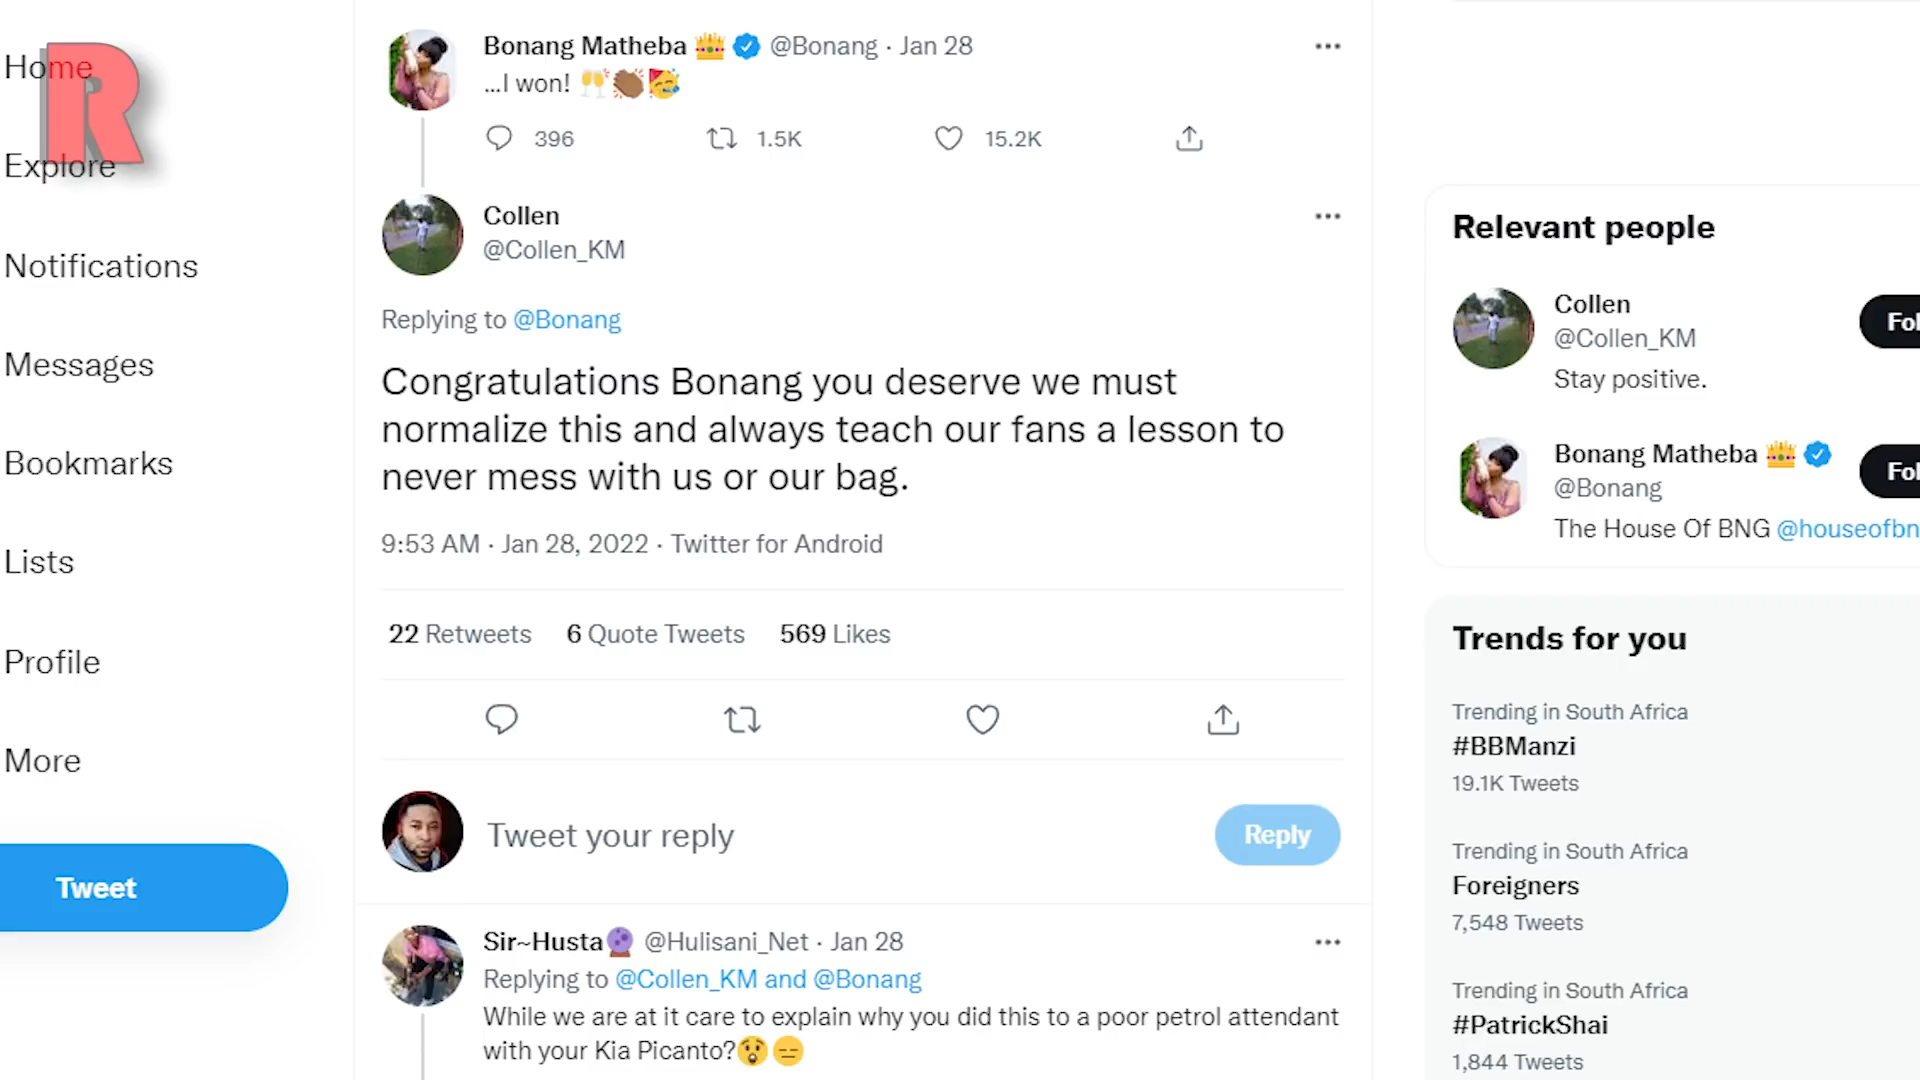 R
Home
Explore
Notifications
Messages
Bookmarks
Lists
Profile
More
Tweet
Bonang Matheba 👑 @Bonang · Jan 28
...I won! 🥂👏🏾🥳
396 1.5K 15.2K
Collen
@Collen_KM
Replying to @Bonang
Congratulations Bonang you deserve we must
normalize this and always teach our fans a lesson to
never mess with us or our bag.
9:53 AM · Jan 28, 2022 · Twitter for Android
22 Retweets 6 Quote Tweets 569 Likes
Tweet your reply
Reply
Sir~Husta🔮 @Hulisani_Net · Jan 28
Replying to @Collen_KM and @Bonang
While we are at it care to explain why you did this to a poor petrol attendant
with your Kia Picanto?😲😑
Relevant people
Collen
@Collen_KM
Fol
Stay positive.
Bonang Matheba 👑
@Bonang
Fol
The House Of BNG @houseofbn
Trends for you
Trending in South Africa
#BBManzi
19.1K Tweets
Trending in South Africa
Foreigners
7,548 Tweets
Trending in South Africa
#PatrickShai
1,844 Tweets